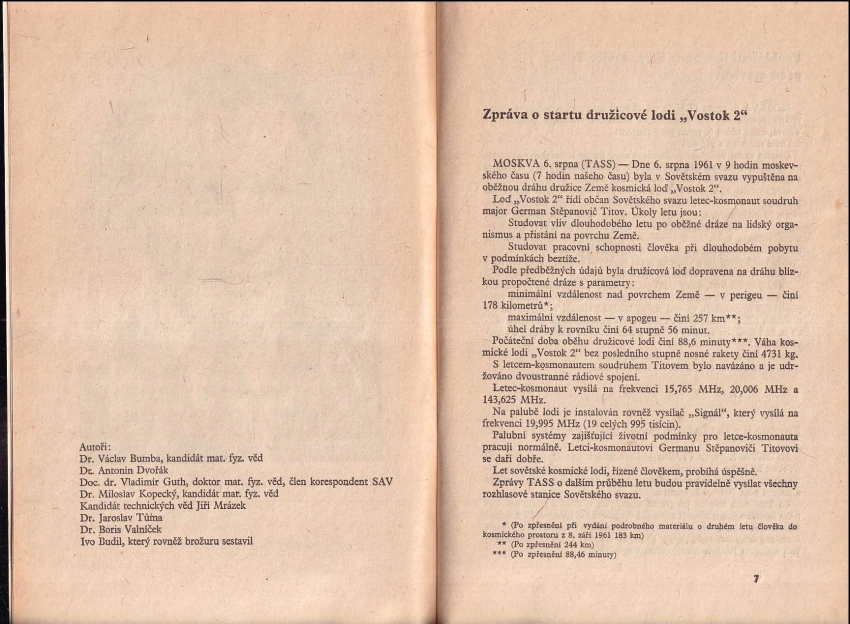 Autoři:
Dr. Václav Bumba, kandidát mat. fyz. věd
Dr. Antonín Dvořák
Doc. dr. Vladimír Guth, doktor mat. fyz. věd, člen korespondent SAV
Dr. Miloslav Kopecký, kandidát mat. fyz. věd
Kandidát technických věd Jiří Mrázek
Dr. Jaroslav Tůma
Dr. Boris Valníček
Ivo Budil, který rovněž brožuru sestavil
Zpráva o startu družicové lodi „Vostok 2“
MOSKVA 6. srpna (TASS) — Dne 6. srpna 1961 v 9 hodin moskev-
ského času (7 hodin našeho času) byla v Sovětském svazu vypuštěna na
oběžnou dráhu družice Země kosmická loď „Vostok 2“.
Loď „Vostok 2“ řídí občan Sovětského svazu letec-kosmonaut soudruh
major German Stěpanovič Titov. Úkoly letu jsou:
Studovat vliv dlouhodobého letu po oběžné dráze na lidský orga-
nismus a přistání na povrchu Země.
Studovat pracovní schopnosti člověka při dlouhodobém pobytu
v podmínkách beztíže.
Podle předběžných údajů byla družicová loď dopravena na dráhu blíz-
kou propočtené dráze s parametry:
minimální vzdálenost nad povrchem Země — v perigeu — činí
178 kilometrů*;
maximální vzdálenost — v apogeu — činí 257 km**;
úhel dráhy k rovníku činí 64 stupně 56 minut.
Počáteční doba oběhu družicové lodi činí 88,6 minuty***. Váha kos-
mické lodi „Vostok 2“ bez posledního stupně nosné rakety činí 4731 kg.
S letcem-kosmonautem soudruhem Titovem bylo navázáno a je udr-
žováno dvoustranné rádiové spojení.
Letec-kosmonaut vysílá na frekvenci 15,765 MHz, 20,006 MHz a
143,625 MHz.
Na palubě lodi je instalován rovněž vysílač „Signál“, který vysílá na
frekvenci 19,995 MHz (19 celých 995 tisícin).
Palubní systémy zajišťující životní podmínky pro letce-kosmonauta
pracují normálně. Letci-kosmonautovi Germanu Stěpanoviči Titovovi
se daří dobře.
Let sovětské kosmické lodi, řízené člověkem, probíhá úspěšně.
Zprávy TASS o dalším průběhu letu budou pravidelně vysílat všechny
rozhlasové stanice Sovětského svazu.
* (Po zpřesnění při vydání podrobného materiálu o druhém letu člověka do
kosmického prostoru z 8. září 1961 183 km)
** (Po zpřesnění 244 km)
*** (Po zpřesnění 88,46 minuty)
7